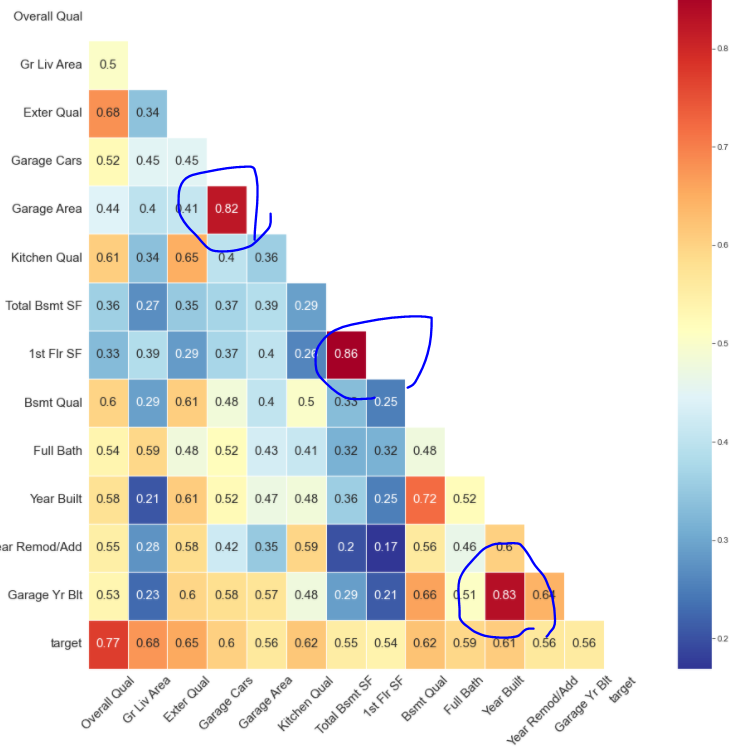 Overall Qual
Gr Liv Area 0.5
Exter Qual 0.68 0.34
Garage Cars 0.52 0.45 0.45
Garage Area 0.44 0.4 0.41 0.82
Kitchen Qual 0.61 0.34 0.65 0.4 0.36
Total Bsmt SF 0.36 0.27 0.35 0.37 0.39 0.29
1st Flr SF 0.33 0.39 0.29 0.37 0.4 0.26 0.86
Bsmt Qual 0.6 0.29 0.61 0.48 0.4 0.5 0.33 0.25
Full Bath 0.54 0.59 0.48 0.52 0.43 0.41 0.32 0.32 0.48
Year Built 0.58 0.21 0.61 0.52 0.47 0.48 0.36 0.25 0.72 0.52
ear Remod/Add 0.55 0.28 0.58 0.42 0.35 0.59 0.2 0.17 0.56 0.46 0.6
Garage Yr Blt 0.53 0.23 0.6 0.58 0.57 0.48 0.29 0.21 0.66 0.51 0.83 0.64
target 0.77 0.68 0.65 0.6 0.56 0.62 0.55 0.54 0.62 0.59 0.61 0.56 0.56
Overall Qual
Gr Liv Area
Exter Qual
Garage Cars
Garage Area
Kitchen Qual
Total Bsmt SF
1st Flr SF
Bsmt Qual
Full Bath
Year Built
Year Remod/Add
Garage Yr Blt
target
0.8
0.7
0.6
0.5
0.4
0.3
0.2